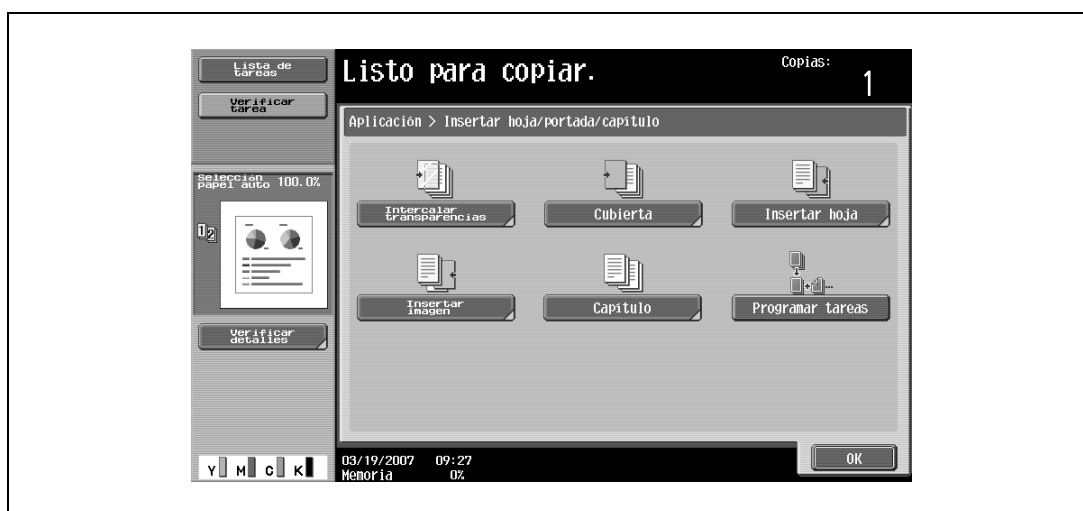 Lista de
tareas
Verificar
tarea
Listo para copiar.
Copias:
1
Aplicación > Insertar hoja/portada/capítulo
Selección
papel auto 100.0%
12
Intercalar
transparencias
Cubierta
Insertar hoja
Insertar
imagen
Capítulo
Programar tareas
Verificar
detalles
Y M C K
03/19/2007 09:27
Memoria 0%
OK